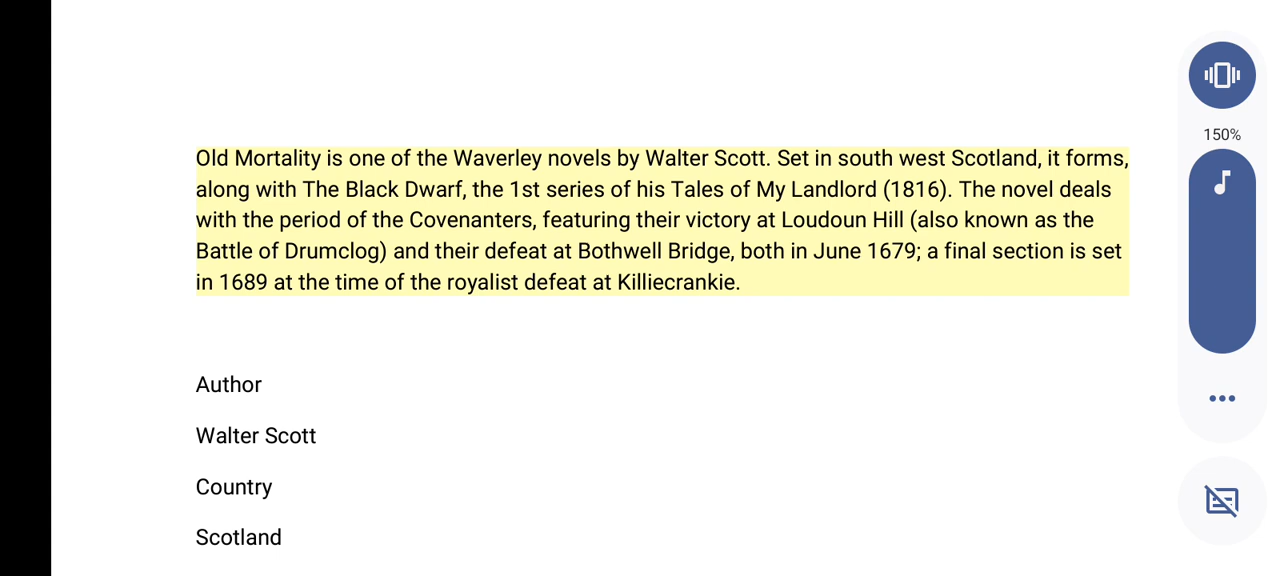 Old Mortality is one of the Waverley novels by Walter Scott. Set in south west Scotland, it forms,
along with The Black Dwarf, the 1st series of his Tales of My Landlord (1816). The novel deals
with the period of the Covenanters, featuring their victory at Loudoun Hill (also known as the
Battle of Drumclog) and their defeat at Bothwell Bridge, both in June 1679; a final section is set
in 1689 at the time of the royalist defeat at Killiecrankie.
Author
Walter Scott
Country
Scotland
150%